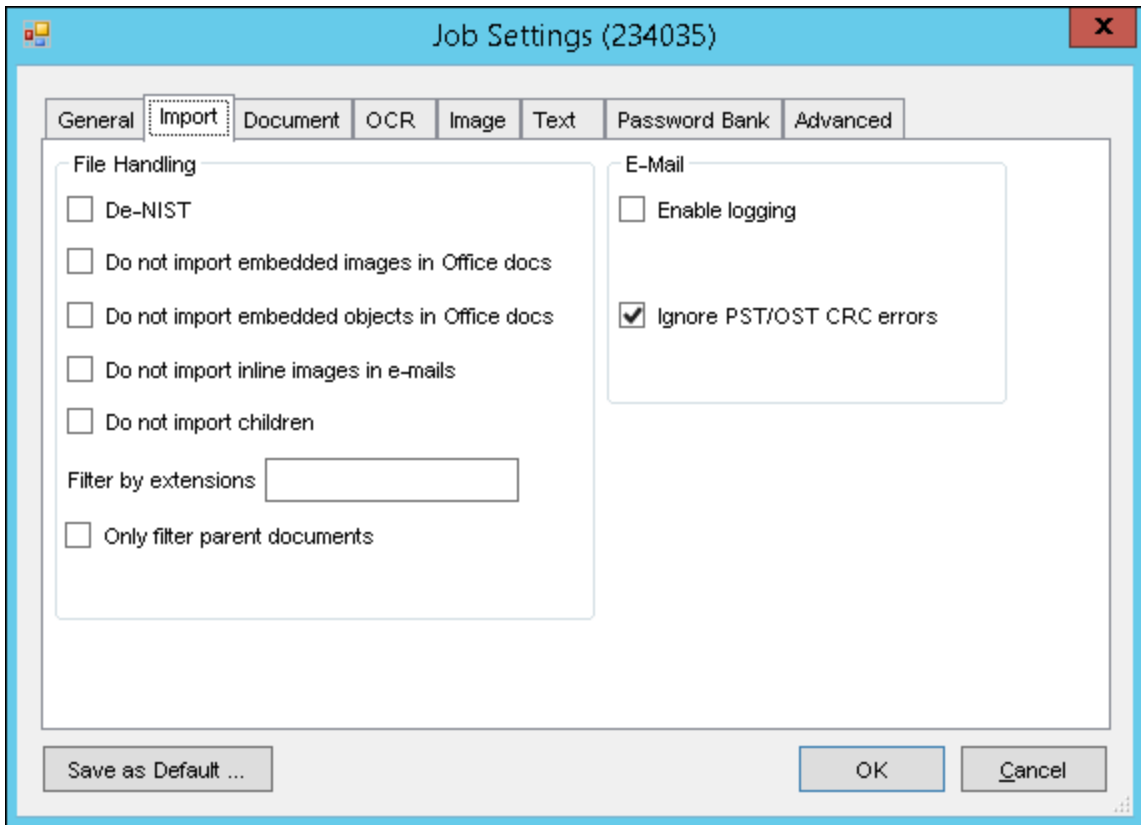 Job Settings (234035)
x
General Import Document OCR Image Text Password Bank Advanced
File Handling
De-NIST
Do not import embedded images in Office docs
Do not import embedded objects in Office docs
Do not import inline images in e-mails
Do not import children
Filter by extensions
Only filter parent documents
E-Mail
Enable logging
Ignore PST/OST CRC errors
Save as Default ...
OK
Cancel